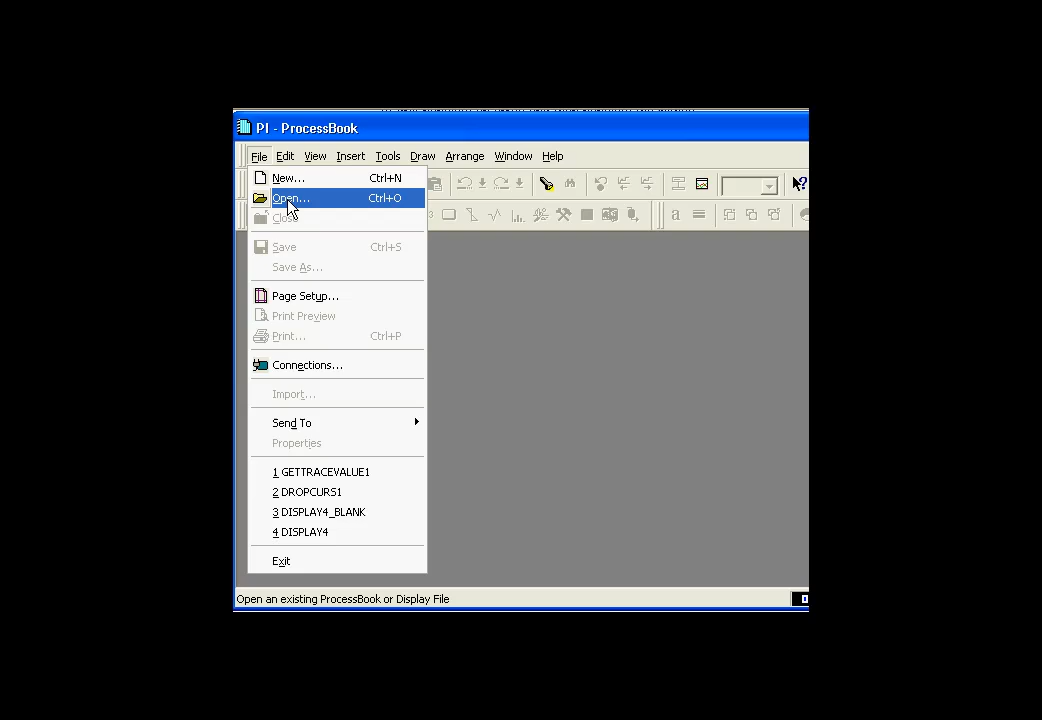 PI - ProcessBook
File Edit View Insert Tools Draw Arrange Window Help
New... Ctrl+N
Open... Ctrl+O
Close
Save Ctrl+S
Save As...
Page Setup...
Print Preview
Print... Ctrl+P
Connections...
Import...
Send To
Properties
1 GETTRACEVALUE1
2 DROPCURS1
3 DISPLAY4_BLANK
4 DISPLAY4
Exit
Open an existing ProcessBook or Display File